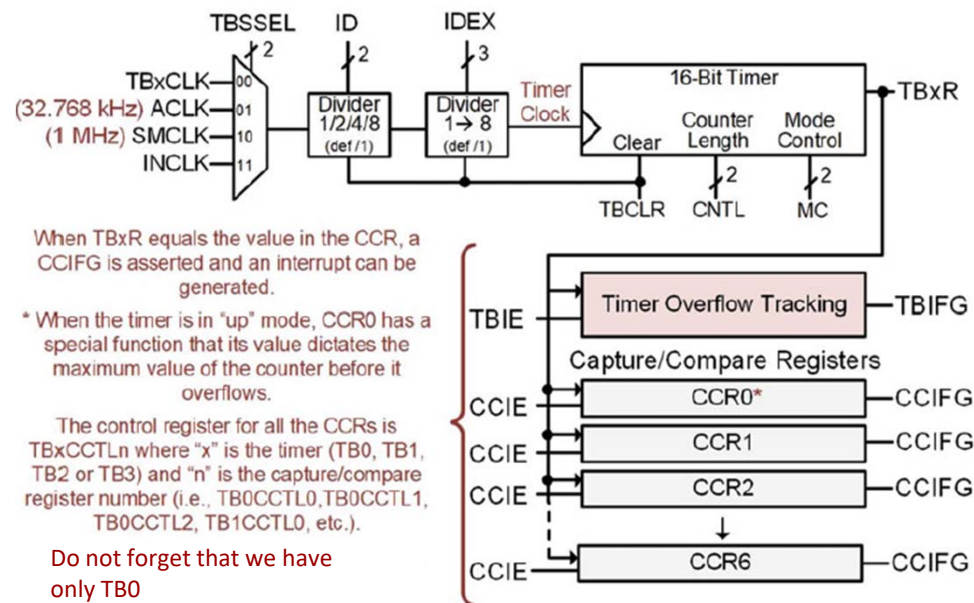 TBSSEL ID IDEX
2 2 3
TBxCLK 00
(32.768 kHz) ACLK 01
(1 MHz) SMCLK 10
INCLK 11
Divider
1/2/4/8
(def /1)
Divider
1→ 8
(def /1)
Timer
Clock
16-Bit Timer
Clear
Counter
Length
Mode
Control
TBxR
2 2
TBCLR CNTL MC
When TBxR equals the value in the CCR, a
CCIFG is asserted and an interrupt can be
generated.
* When the timer is in “up” mode, CCR0 has a
special function that its value dictates the
maximum value of the counter before it
overflows.
The control register for all the CCRs is
TBxCCTLn where “x” is the timer (TB0, TB1,
TB2 or TB3) and “n” is the capture/compare
register number (i.e., TB0CCTL0,TB0CCTL1,
TB0CCTL2, TB1CCTL0, etc.).
Do not forget that we have
only TB0
TBIE Timer Overflow Tracking TBIFG
Capture/Compare Registers
CCIE CCR0* CCIFG
CCIE CCR1 CCIFG
CCIE CCR2 CCIFG
↓
CCIE CCR6 CCIFG